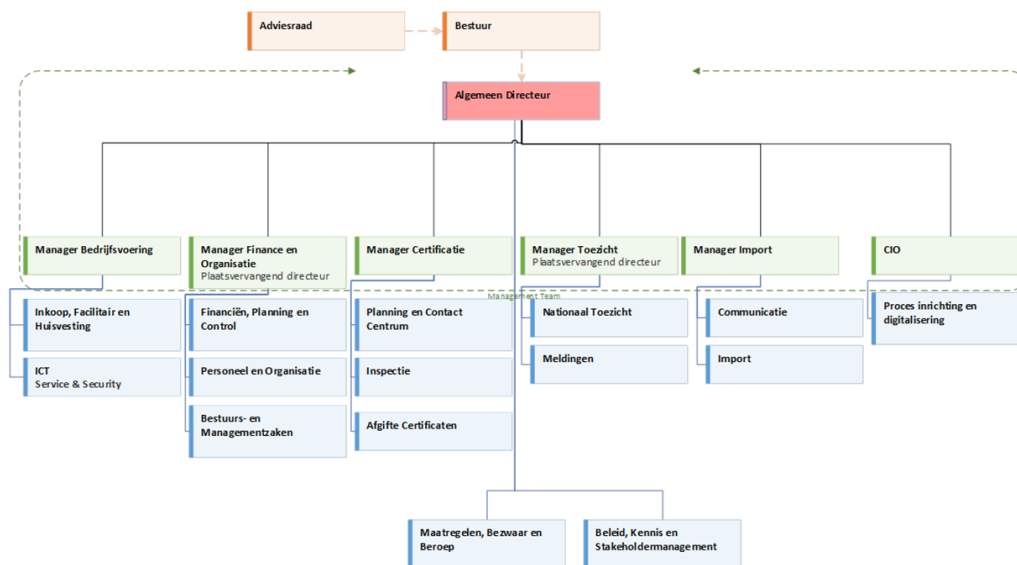 Adviesraad
Bestuur
Algemeen Directeur
Manager Bedrijfsvoering
Manager Finance en
Organisatie
Plaatsvervangend directeur
Manager Certificatie
Manager Toezicht
Plaatsvervangend directeur
Manager Import
CIO
Management Team
Inkoop, Facilitair en
Huisvesting
Financiën, Planning en
Control
Planning en Contact
Centrum
Nationaal Toezicht
Communicatie
Proces inrichting en
digitalisering
ICT
Service & Security
Personeel en Organisatie
Inspectie
Meldingen
Import
Bestuurs- en
Managementzaken
Afgifte Certificaten
Maatregelen, Bezwaar en
Beroep
Beleid, Kennis en
Stakeholdermanagement